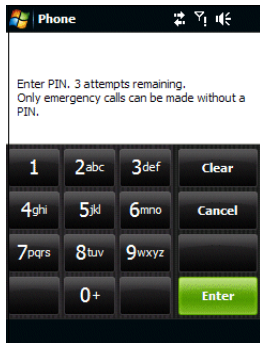 Phone
Enter PIN. 3 attempts remaining.
Only emergency calls can be made without a
PIN.
1 2abc 3def Clear
4ghi 5jkl 6mno Cancel
7pqrs 8tuv 9wxyz
0+ Enter